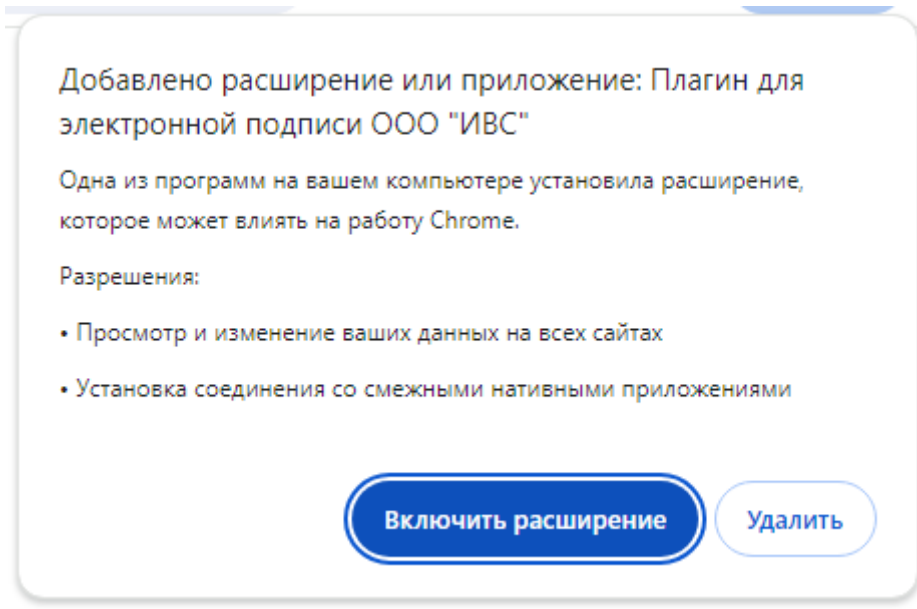 Добавлено расширение или приложение: Плагин для
электронной подписи ООО "ИВС"
Одна из программ на вашем компьютере установила расширение,
которое может влиять на работу Chrome.
Разрешения:
• Просмотр и изменение ваших данных на всех сайтах
• Установка соединения со смежными нативными приложениями
Включить расширение
Удалить